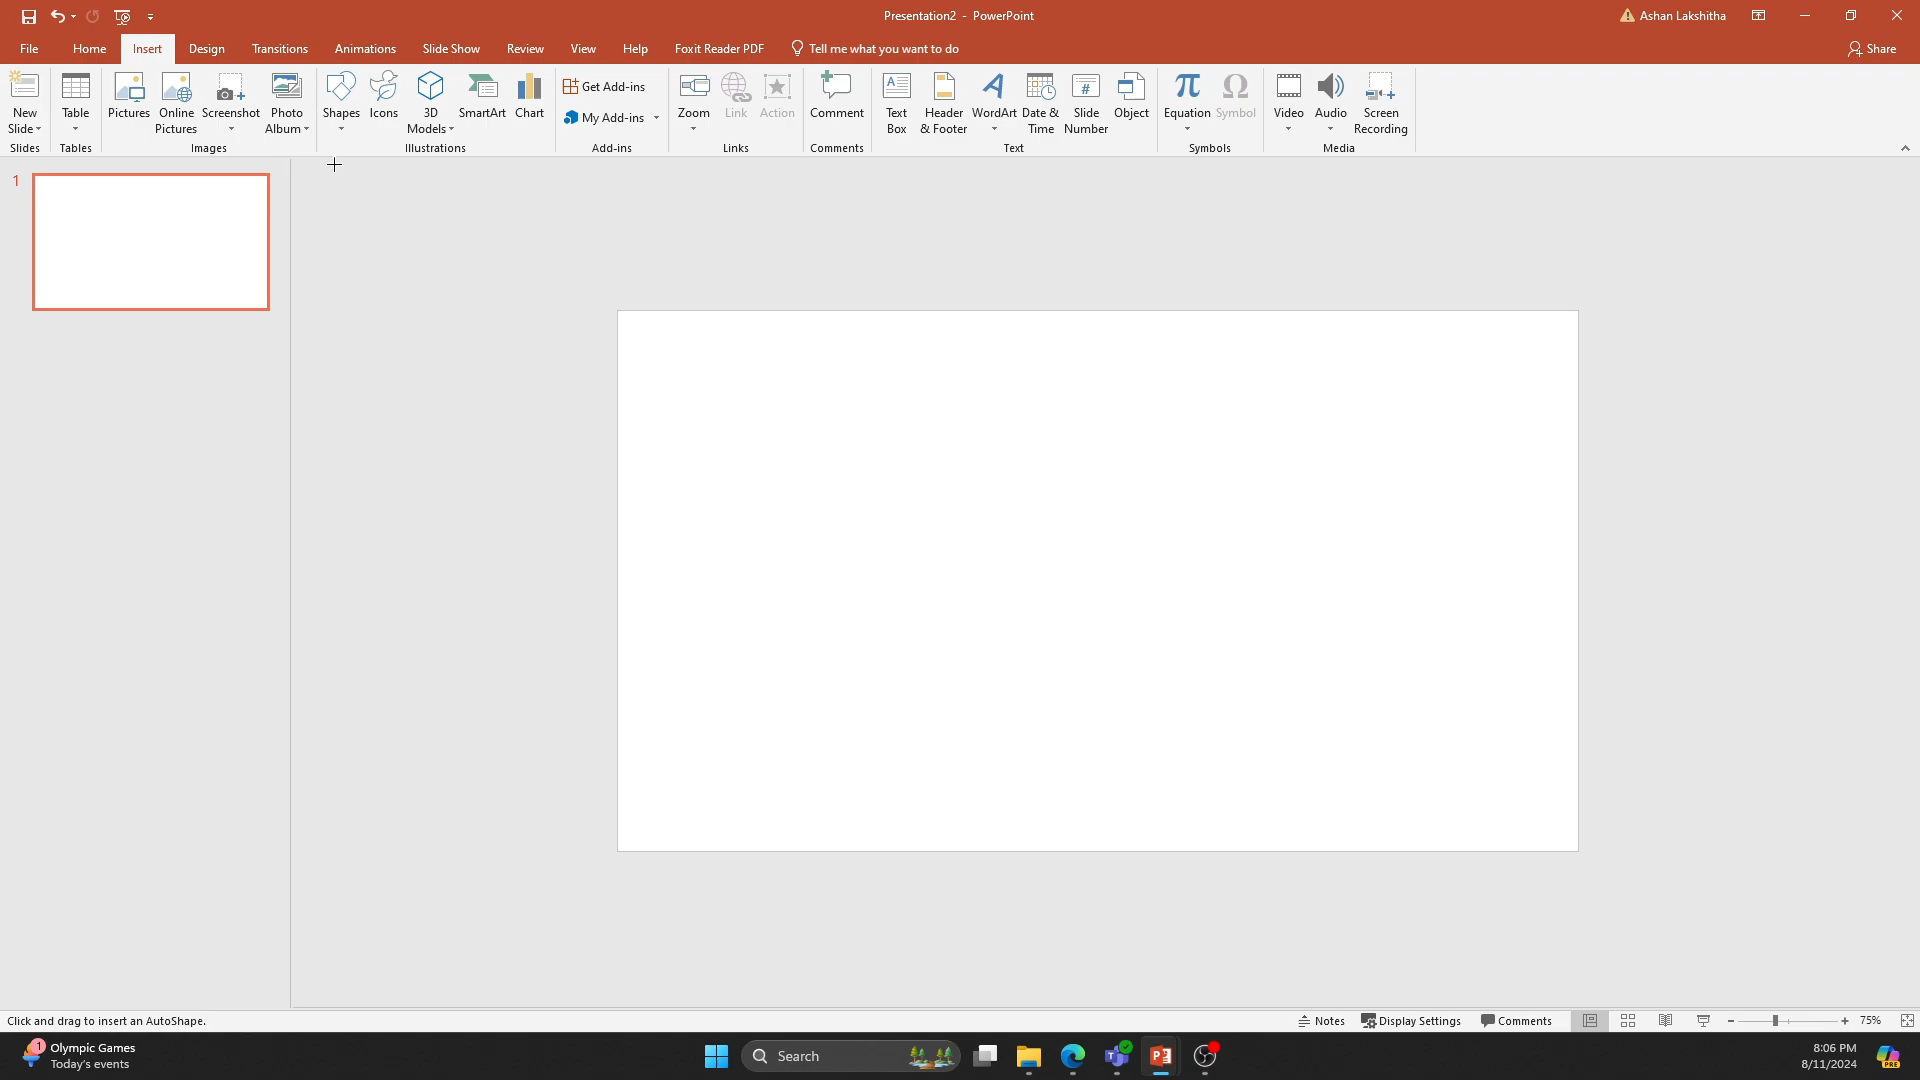 Presentation2 - PowerPoint
Ashan Lakshitha
File Home Insert Design Transitions Animations Slide Show Review View Help Foxit Reader PDF Tell me what you want to do Share
New Slide
Table
Pictures
Online Pictures
Screenshot
Photo Album
Shapes
Icons
3D Models
SmartArt
Chart
Get Add-ins
My Add-ins
Zoom
Link
Action
Comment
Text Box
Header & Footer
WordArt
Date & Time
Slide Number
Object
Equation
Symbol
Video
Audio
Screen Recording
Slides Tables Images Illustrations Add-ins Links Comments Text Symbols Media
1
Click and drag to insert an AutoShape.
Notes Display Settings Comments 75%
Olympic Games
Today's events
1
Search
8:06 PM
8/11/2024
PRE